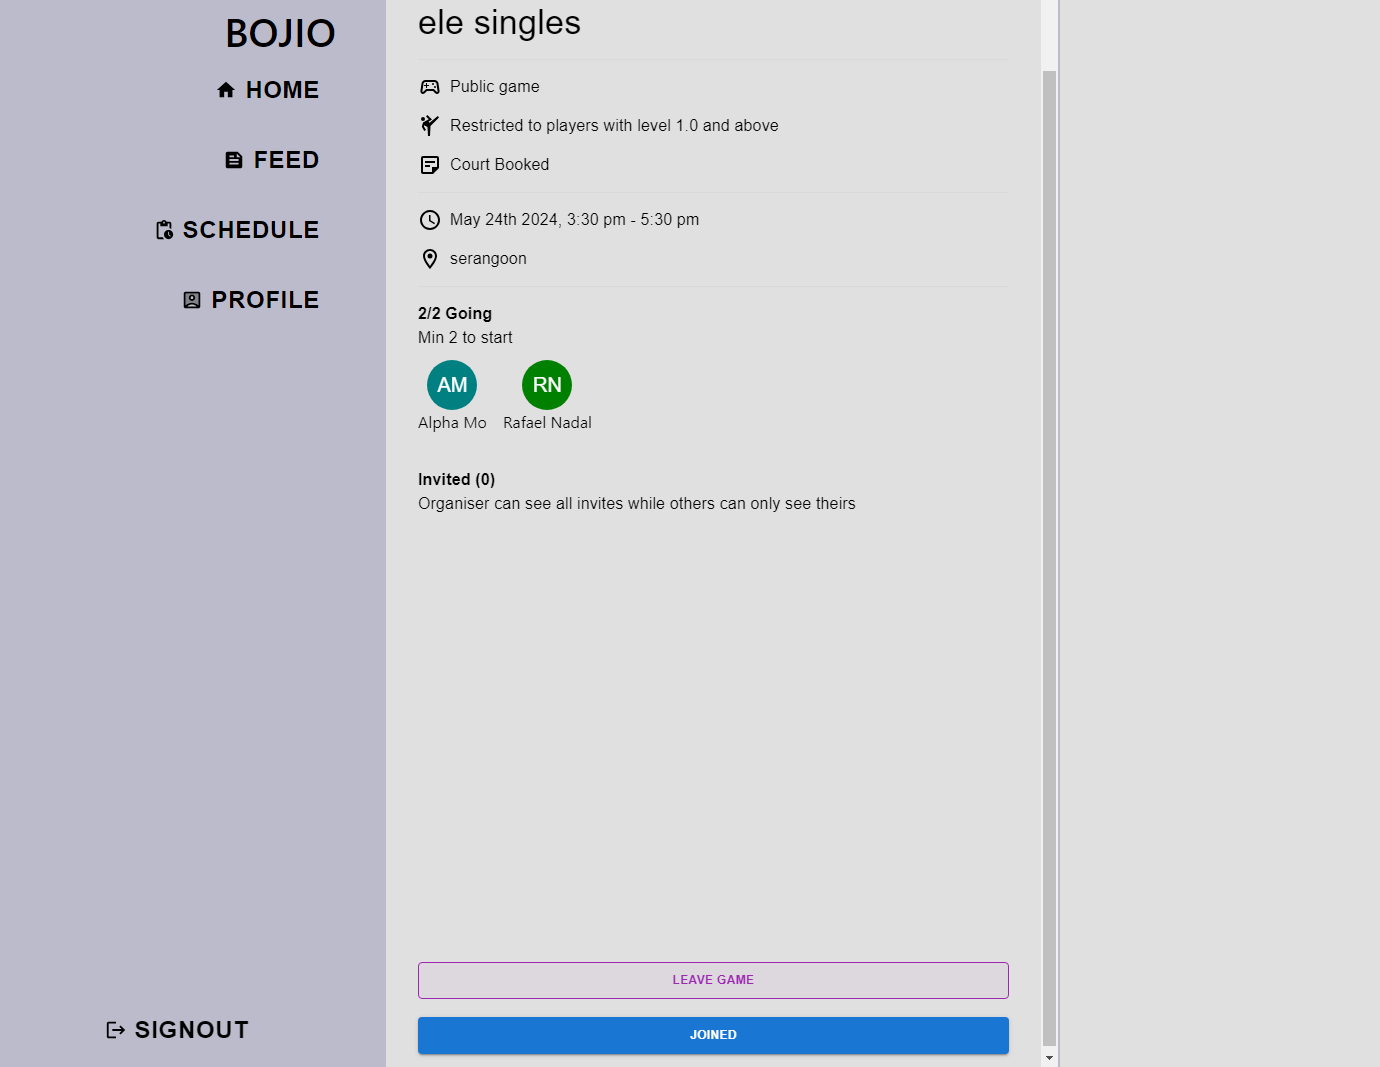 BOJIO
HOME
FEED
SCHEDULE
PROFILE
SIGNOUT
ele singles
Public game
Restricted to players with level 1.0 and above
Court Booked
May 24th 2024, 3:30 pm - 5:30 pm
serangoon
2/2 Going
Min 2 to start
AM RN
Alpha Mo Rafael Nadal
Invited (0)
Organiser can see all invites while others can only see theirs
LEAVE GAME
JOINED